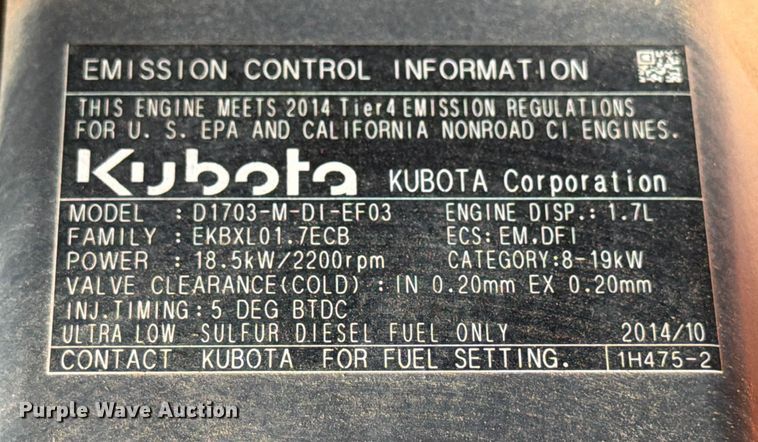 EMISSION CONTROL INFORMATION
THIS ENGINE MEETS 2014 Tier4 EMISSION REGULATIONS
FOR U. S. EPA AND CALIFORNIA NONROAD CI ENGINES.
Kubota KUBOTA Corporation
MODEL : D1703-M-DI-EF03 ENGINE DISP.: 1.7L
FAMILY : EKBXL01.7ECB ECS: EM.DFI
POWER : 18.5kW/2200rpm CATEGORY:8-19kW
VALVE CLEARANCE(COLD) : IN 0.20mm EX 0.20mm
INJ.TIMING: 5 DEG BTDC
ULTRA LOW -SULFUR DIESEL FUEL ONLY 2014/10
CONTACT KUBOTA FOR FUEL SETTING. 1H475-2
Purple Wave Auction